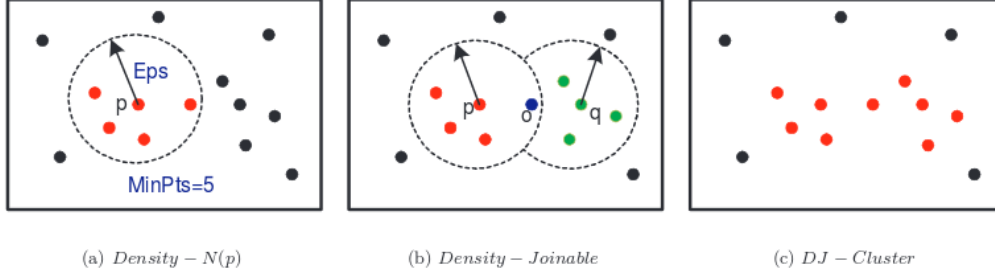 Eps
p
MinPts=5
p
o
q
(a) Density − N(p)
(b) Density − Joinable
(c) DJ − Cluster